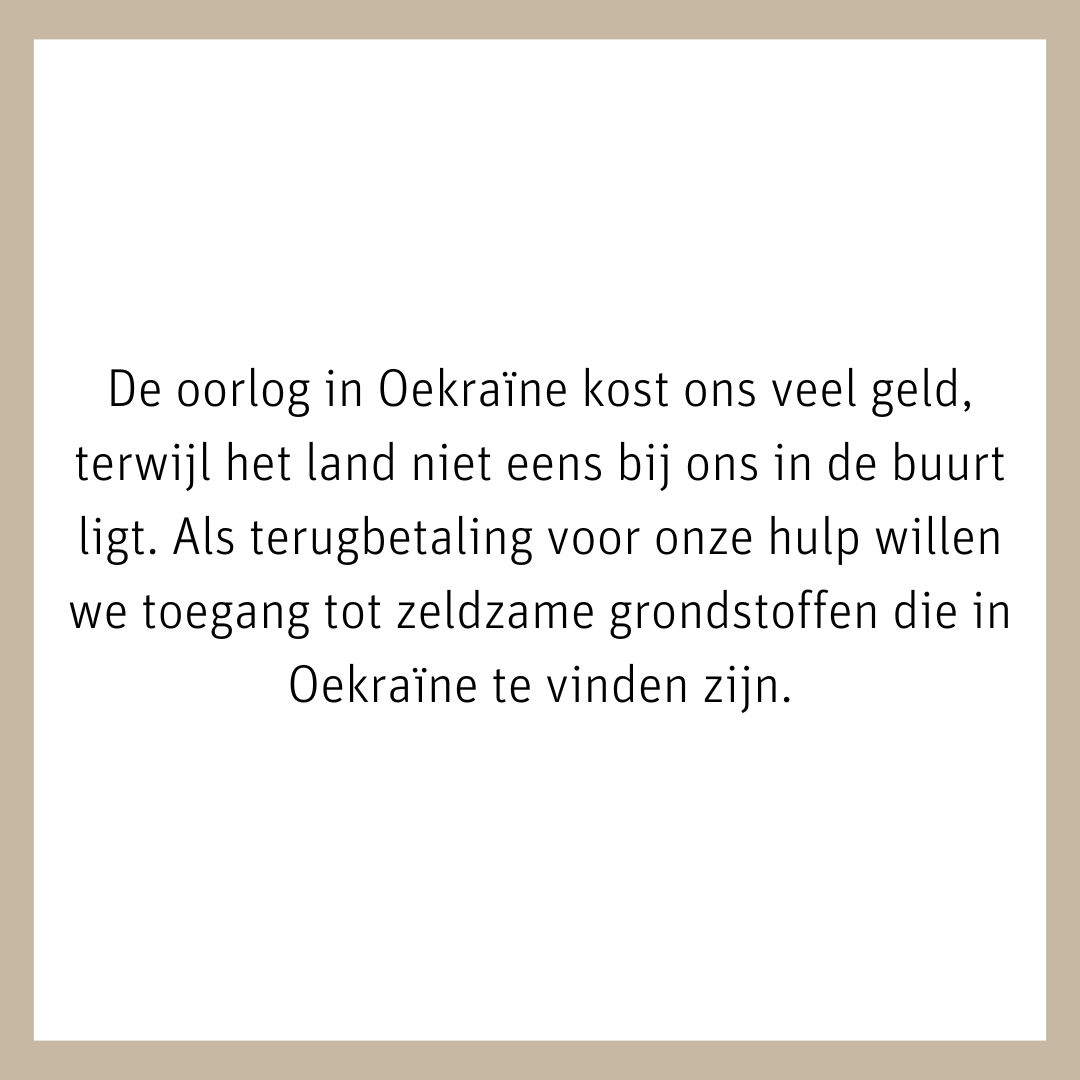 De oorlog in Oekraïne kost ons veel geld,
terwijl het land niet eens bij ons in de buurt
ligt. Als terugbetaling voor onze hulp willen
we toegang tot zeldzame grondstoffen die in
Oekraïne te vinden zijn.